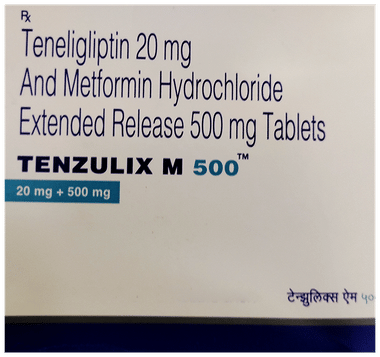 Rx
Teneligliptin 20 mg
And Metformin Hydrochloride
Extended Release 500 mg Tablets
TENZULIX M 500™
20 mg + 500 mg
टेन्झुलिक्स ऐम ५०